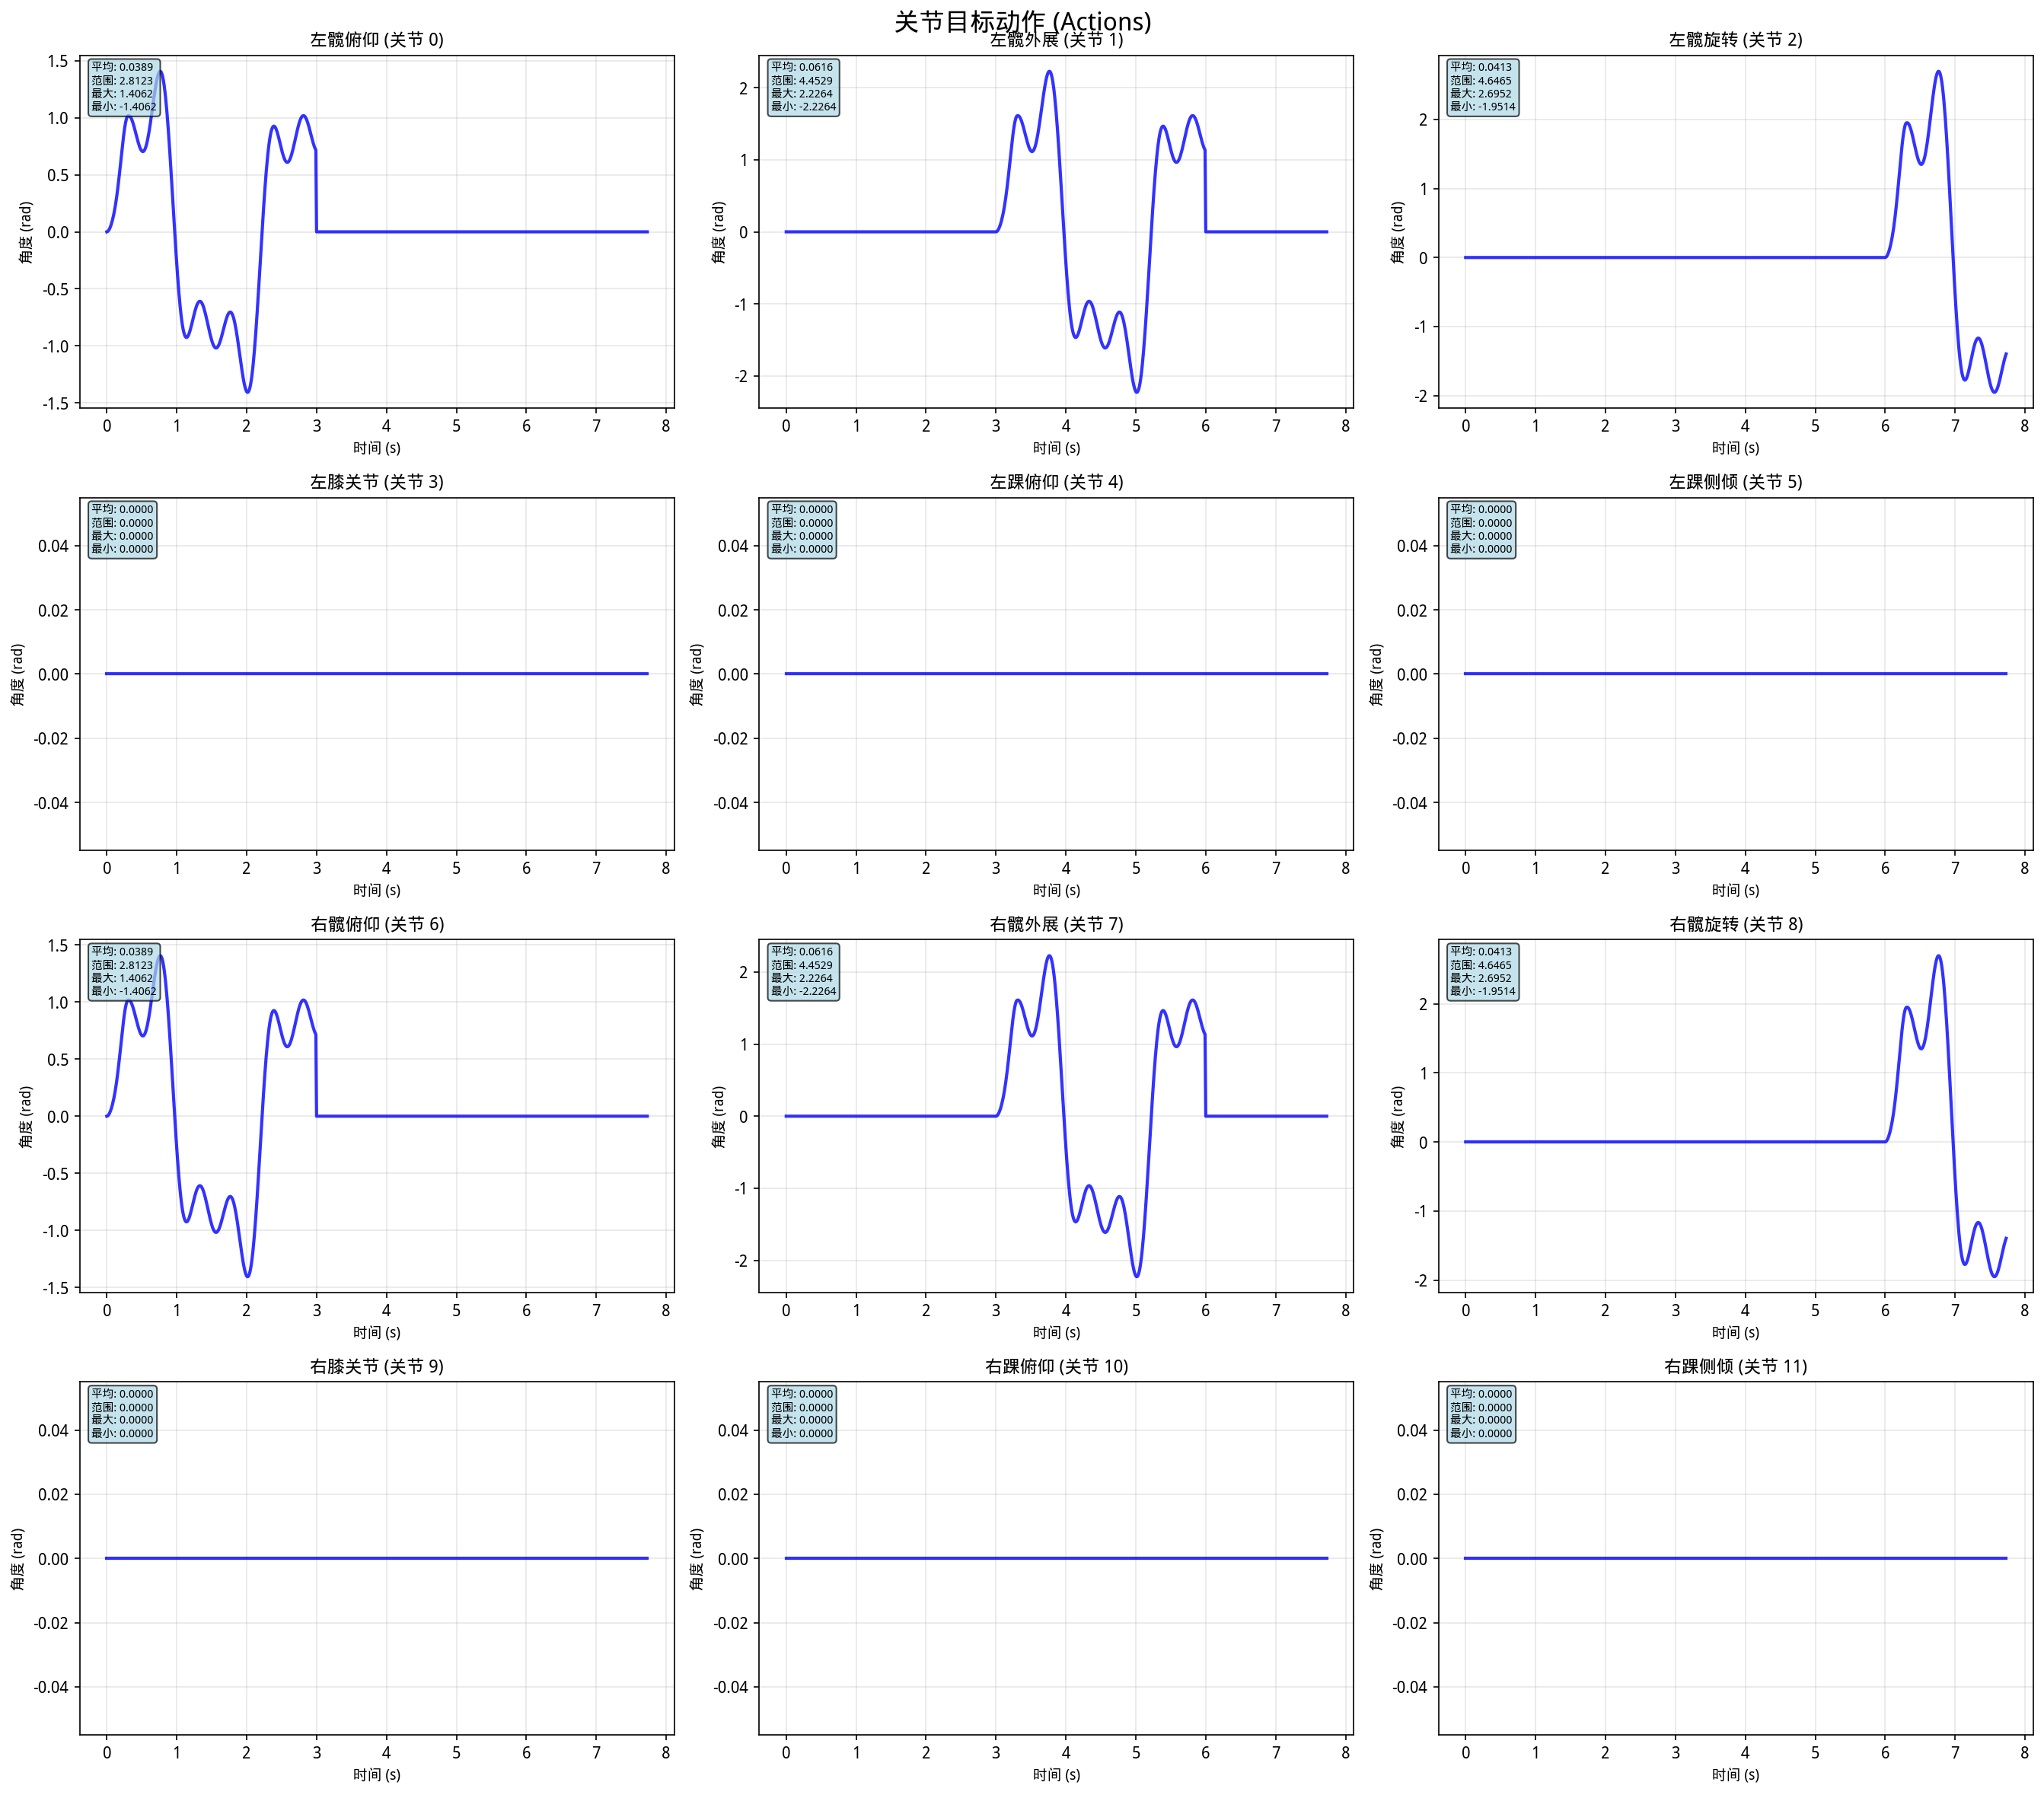 关节目标动作 (Actions)
左髋俯仰 (关节 0)
平均: 0.0389
范围: 2.8123
最大: 1.4062
最小: -1.4062
1.5
1.0
0.5
0.0
-0.5
-1.0
-1.5
角度 (rad)
0 1 2 3 4 5 6 7 8
时间 (s)
左髋外展 (关节 1)
平均: 0.0616
范围: 4.4529
最大: 2.2264
最小: -2.2264
2
1
0
-1
-2
角度 (rad)
0 1 2 3 4 5 6 7 8
时间 (s)
左髋旋转 (关节 2)
平均: 0.0413
范围: 4.6465
最大: 2.6952
最小: -1.9514
2
1
0
-1
-2
角度 (rad)
0 1 2 3 4 5 6 7 8
时间 (s)
左膝关节 (关节 3)
平均: 0.0000
范围: 0.0000
最大: 0.0000
最小: 0.0000
0.04
0.02
0.00
-0.02
-0.04
角度 (rad)
0 1 2 3 4 5 6 7 8
时间 (s)
左踝俯仰 (关节 4)
平均: 0.0000
范围: 0.0000
最大: 0.0000
最小: 0.0000
0.04
0.02
0.00
-0.02
-0.04
角度 (rad)
0 1 2 3 4 5 6 7 8
时间 (s)
左踝侧倾 (关节 5)
平均: 0.0000
范围: 0.0000
最大: 0.0000
最小: 0.0000
0.04
0.02
0.00
-0.02
-0.04
角度 (rad)
0 1 2 3 4 5 6 7 8
时间 (s)
右髋俯仰 (关节 6)
平均: 0.0389
范围: 2.8123
最大: 1.4062
最小: -1.4062
1.5
1.0
0.5
0.0
-0.5
-1.0
-1.5
角度 (rad)
0 1 2 3 4 5 6 7 8
时间 (s)
右髋外展 (关节 7)
平均: 0.0616
范围: 4.4529
最大: 2.2264
最小: -2.2264
2
1
0
-1
-2
角度 (rad)
0 1 2 3 4 5 6 7 8
时间 (s)
右髋旋转 (关节 8)
平均: 0.0413
范围: 4.6465
最大: 2.6952
最小: -1.9514
2
1
0
-1
-2
角度 (rad)
0 1 2 3 4 5 6 7 8
时间 (s)
右膝关节 (关节 9)
平均: 0.0000
范围: 0.0000
最大: 0.0000
最小: 0.0000
0.04
0.02
0.00
-0.02
-0.04
角度 (rad)
0 1 2 3 4 5 6 7 8
时间 (s)
右踝俯仰 (关节 10)
平均: 0.0000
范围: 0.0000
最大: 0.0000
最小: 0.0000
0.04
0.02
0.00
-0.02
-0.04
角度 (rad)
0 1 2 3 4 5 6 7 8
时间 (s)
右踝侧倾 (关节 11)
平均: 0.0000
范围: 0.0000
最大: 0.0000
最小: 0.0000
0.04
0.02
0.00
-0.02
-0.04
角度 (rad)
0 1 2 3 4 5 6 7 8
时间 (s)